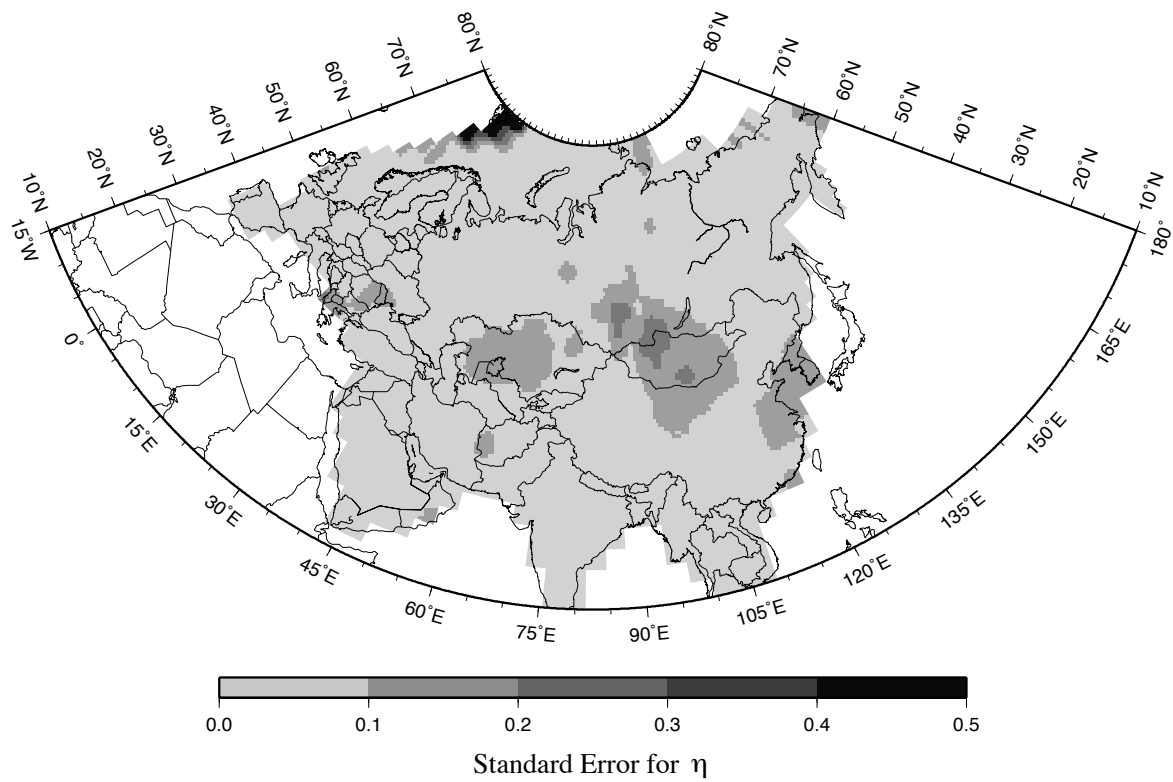 80°N
80°N
70°N
70°N
60°N
60°N
50°N
50°N
40°N
40°N
30°N
30°N
20°N
20°N
10°N
10°N
15°W
180°
0°
165°E
15°E
150°E
30°E
135°E
45°E
120°E
60°E
105°E
75°E
90°E
0.0 0.1 0.2 0.3 0.4 0.5
Standard Error for η